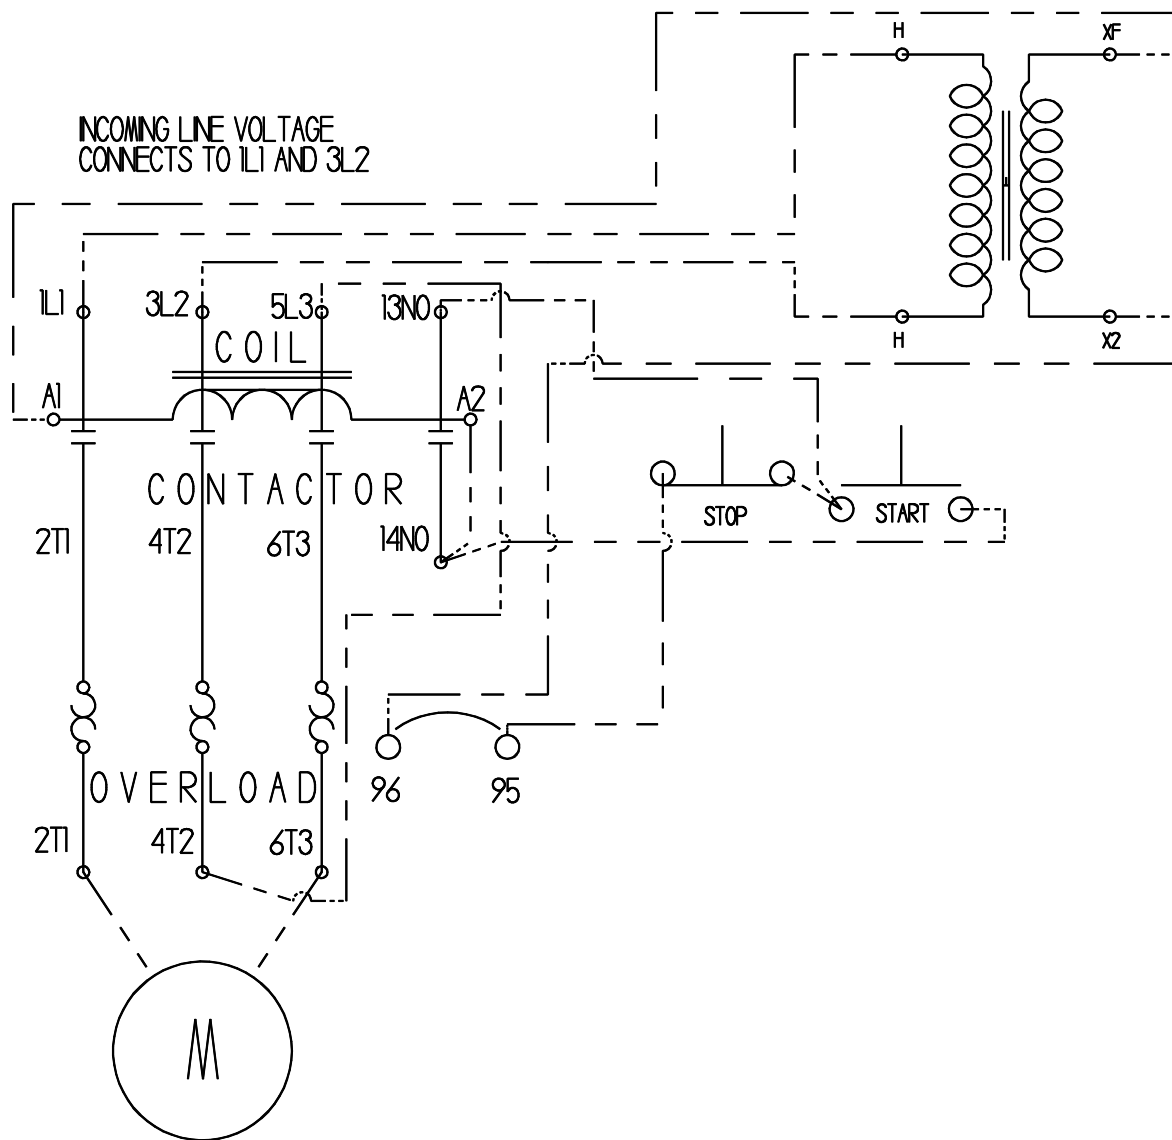 H
XF
INCOMING LINE VOLTAGE
CONNECTS TO 1L1 AND 3L2
1L1 3L2 5L3 13NO
H
X2
COIL
A1 A2
CONTACTOR
STOP START
2T1 4T2 6T3 14NO
OVERLOAD
96 95
2T1 4T2 6T3
M